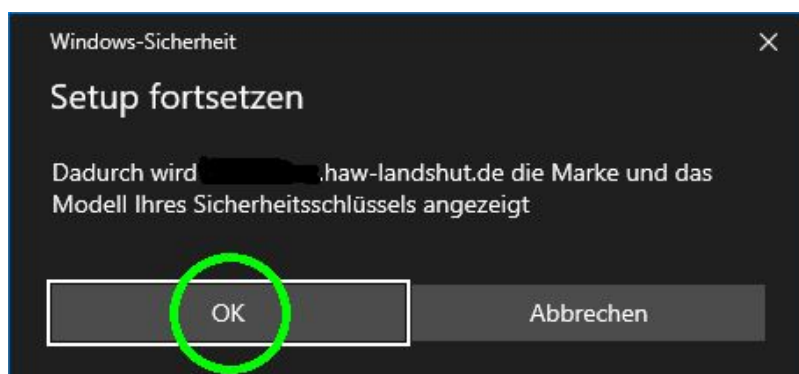 Windows-Sicherheit
Setup fortsetzen
Dadurch wird .haw-landshut.de die Marke und das
Modell Ihres Sicherheitsschlüssels angezeigt
OK
Abbrechen